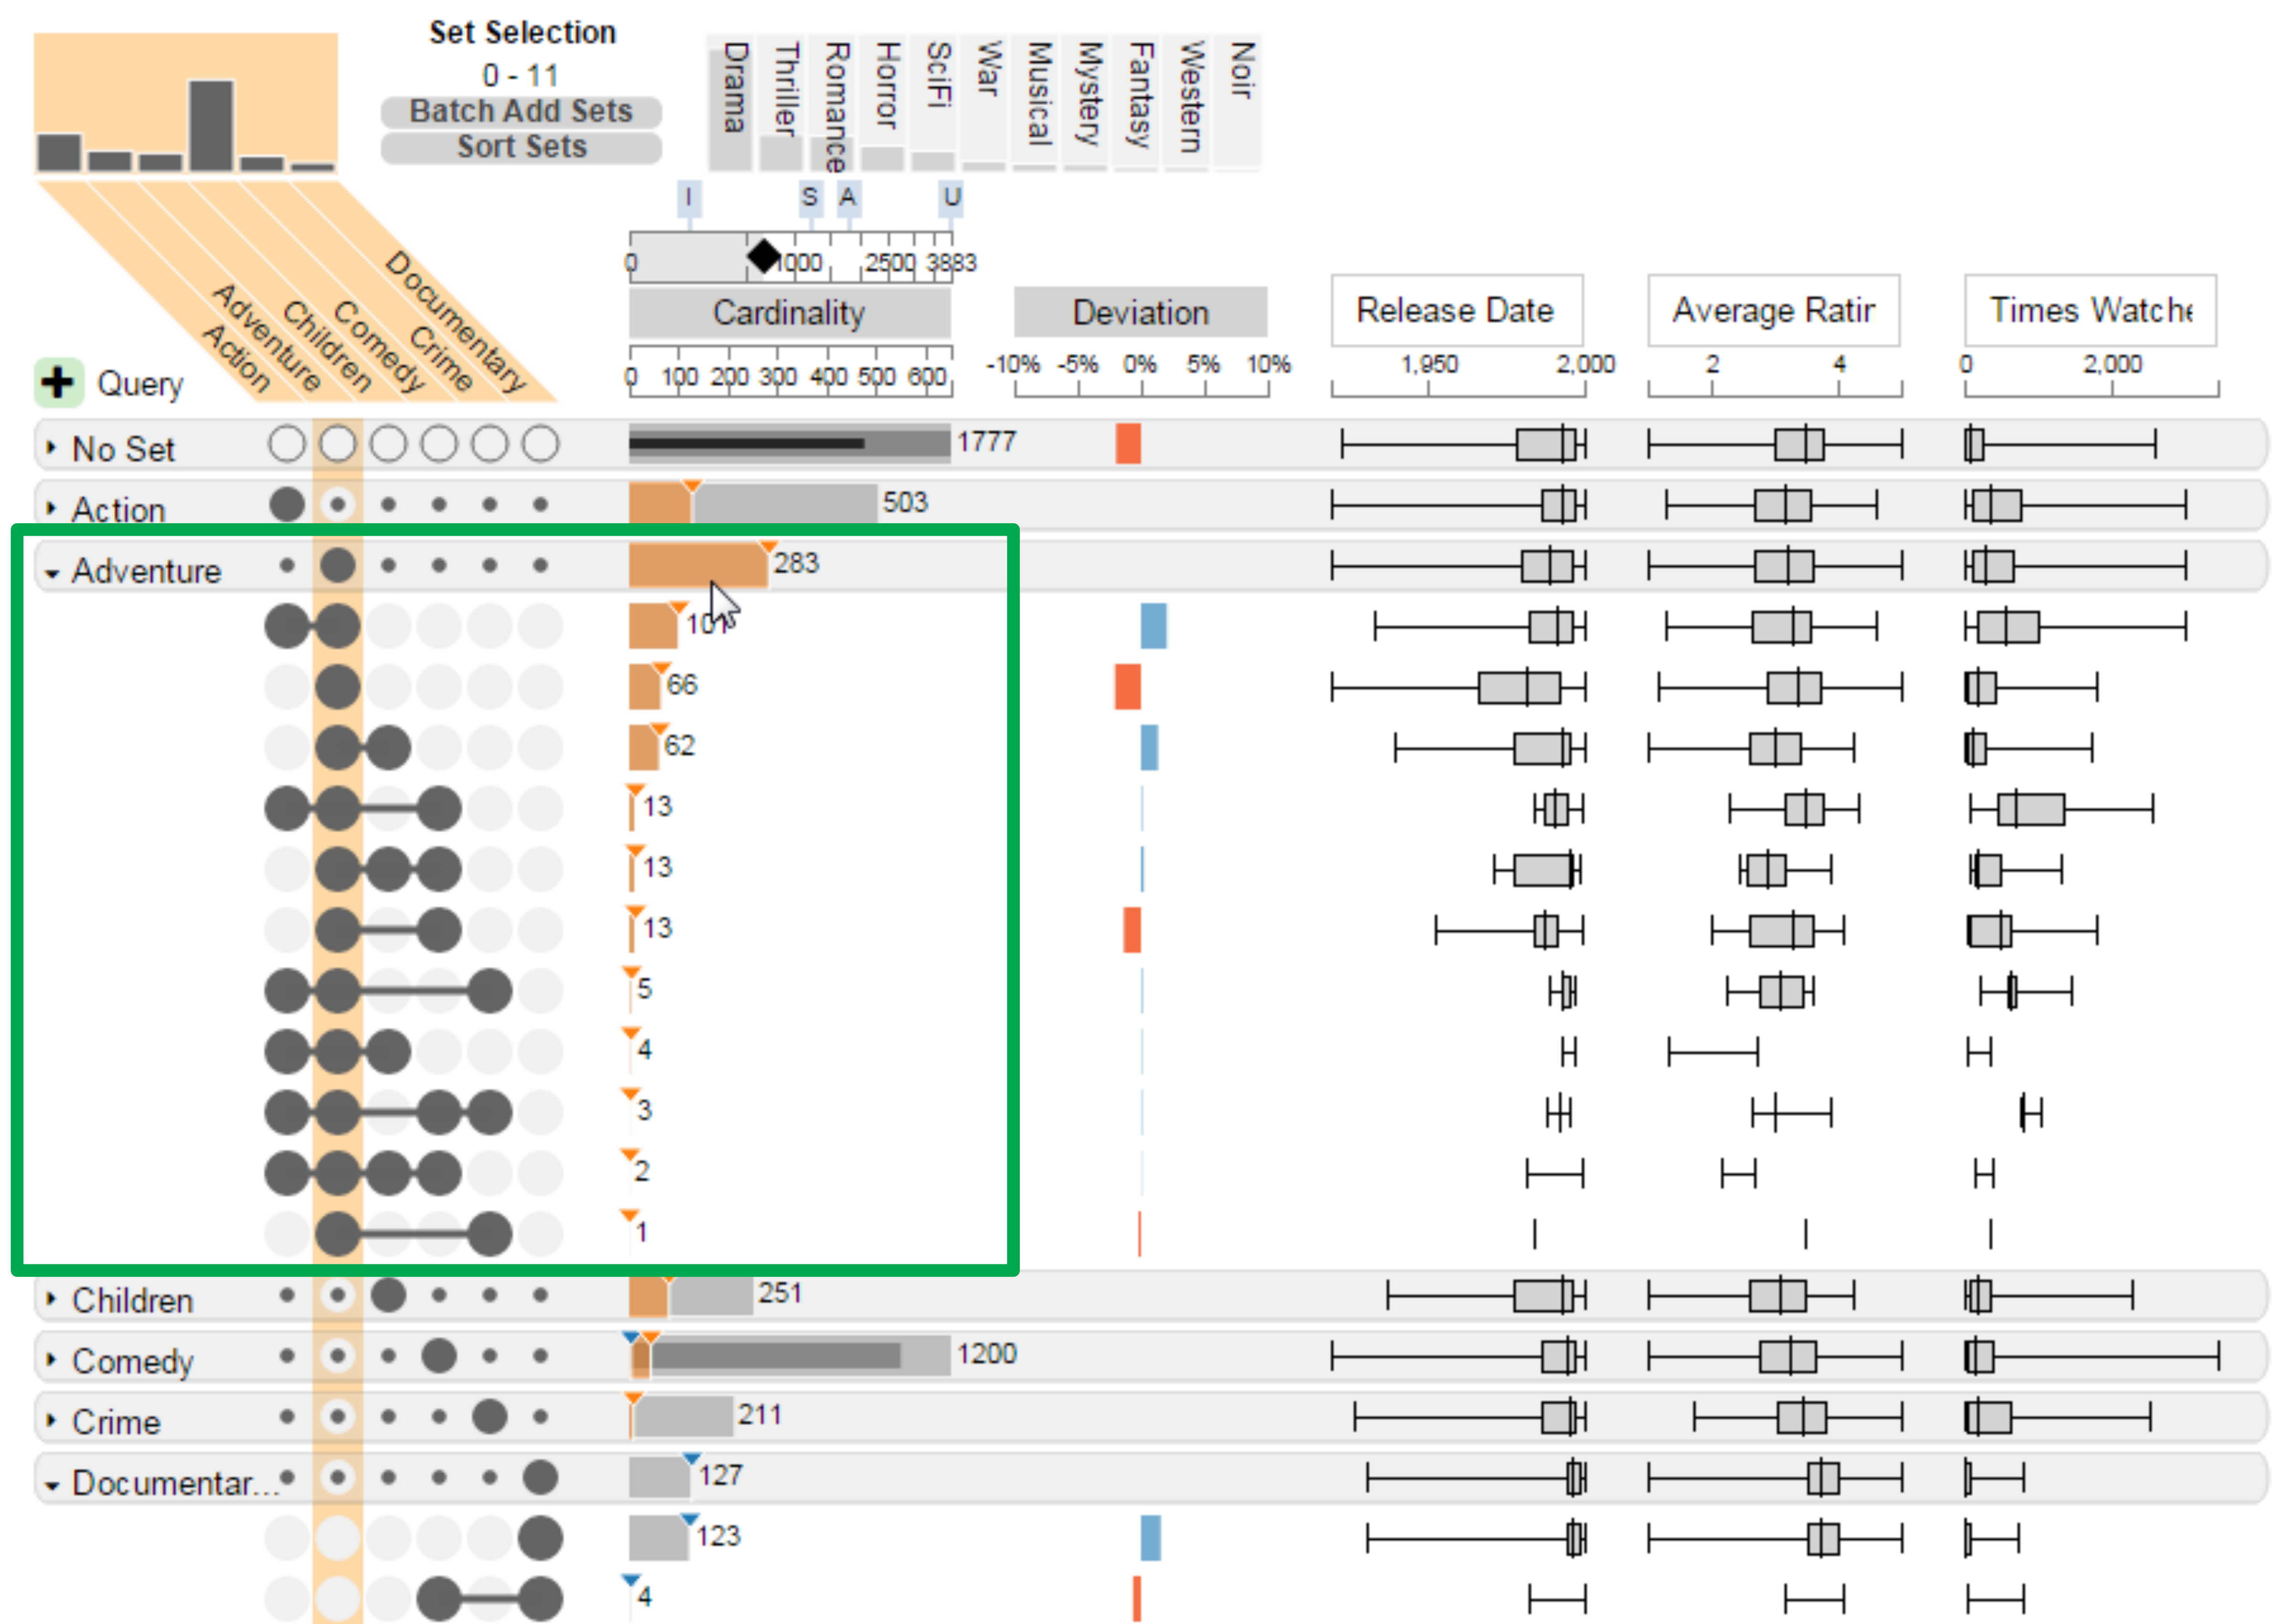 Set Selection
0 - 11
Batch Add Sets
Sort Sets
Drama
Thriller
Romance
Horror
SciFi
War
Musical
Mystery
Fantasy
Western
Noir
I S A U
0 1000 2500 3883
Cardinality
Deviation
Release Date
Average Ratir
Times Watche
Action
Adventure
Children
Comedy
Crime
Documentary
Query
0 100 200 300 400 500 600
-10% -5% 0% 5% 10%
1,950 2,000
2 4
0 2,000
No Set 1777
Action 503
Adventure 283
101
66
62
13
13
13
5
4
3
2
1
Children 251
Comedy 1200
Crime 211
Documentar... 127
123
4